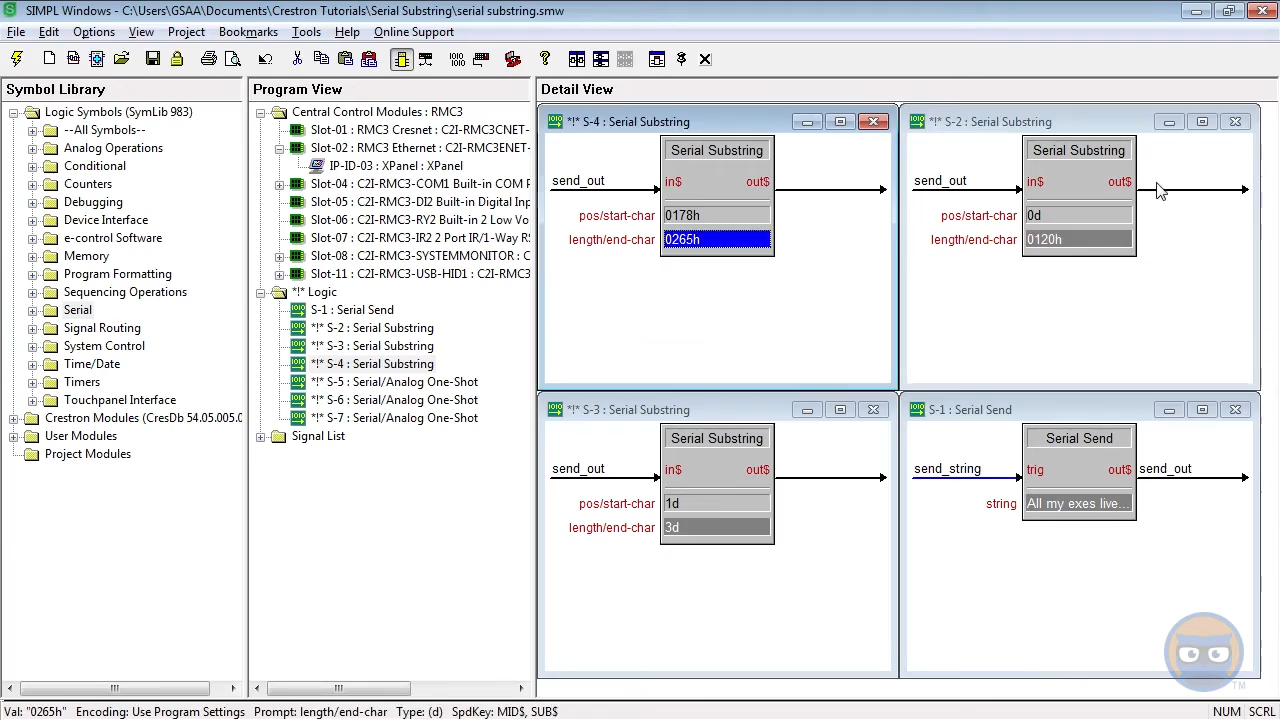 SIMPL Windows - C:\Users\GSAA\Documents\Crestron Tutorials\Serial Substring\serial substring.smw
File Edit Options View Project Bookmarks Tools Help Online Support
Symbol Library
Logic Symbols (SymLib 983)
--All Symbols--
Analog Operations
Conditional
Counters
Debugging
Device Interface
e-control Software
Memory
Program Formatting
Sequencing Operations
Serial
Signal Routing
System Control
Time/Date
Timers
Touchpanel Interface
Crestron Modules (CresDb 54.05.005.0
User Modules
Project Modules
Program View
Central Control Modules : RMC3
Slot-01 : RMC3 Cresnet : C2I-RMC3CNET-
Slot-02 : RMC3 Ethernet : C2I-RMC3ENET-
IP-ID-03 : XPanel : XPanel
Slot-04 : C2I-RMC3-COM1 Built-in COM P
Slot-05 : C2I-RMC3-DI2 Built-in Digital Inp
Slot-06 : C2I-RMC3-RY2 Built-in 2 Low Vo
Slot-07 : C2I-RMC3-IR2 2 Port IR/1-Way RS
Slot-08 : C2I-RMC3-SYSTEMMONITOR : C
Slot-11 : C2I-RMC3-USB-HID1 : C2I-RMC3
*!* Logic
S-1 : Serial Send
*!* S-2 : Serial Substring
*!* S-3 : Serial Substring
*!* S-4 : Serial Substring
*!* S-5 : Serial/Analog One-Shot
*!* S-6 : Serial/Analog One-Shot
*!* S-7 : Serial/Analog One-Shot
Signal List
Detail View
*!* S-4 : Serial Substring
Serial Substring
send_out in$ out$
pos/start-char 0178h
length/end-char 0265h
*!* S-2 : Serial Substring
Serial Substring
send_out in$ out$
pos/start-char 0d
length/end-char 0120h
*!* S-3 : Serial Substring
Serial Substring
send_out in$ out$
pos/start-char 1d
length/end-char 3d
S-1 : Serial Send
Serial Send
send_string trig out$ send_out
string All my exes live...
TM
Val: "0265h" Encoding: Use Program Settings Prompt: length/end-char Type: (d) SpdKey: MID$, SUB$
NUM SCRL